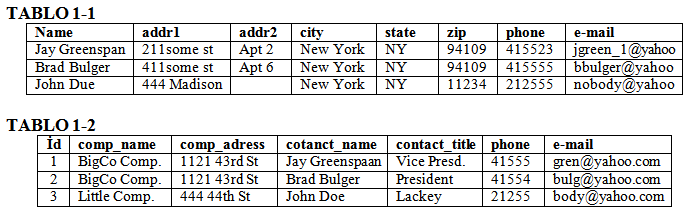 TABLO 1-1
Name addr1 addr2 city state zip phone e-mail
Jay Greenspan 211some st Apt 2 New York NY 94109 415523 jgreen_1@yahoo
Brad Bulger 411some st Apt 6 New York NY 94109 415555 bbulger@yahoo
John Due 444 Madison New York NY 11234 212555 nobody@yahoo
TABLO 1-2
İd comp_name comp_adress cotanct_name contact_title phone e-mail
1 BigCo Comp. 1121 43rd St Jay Greenspaan Vice Presd. 41555 gren@yahoo.com
2 BigCo Comp. 1121 43rd St Brad Bulger President 41554 bulg@yahoo.com
3 Little Comp. 444 44th St John Doe Lackey 21255 body@yahoo.com